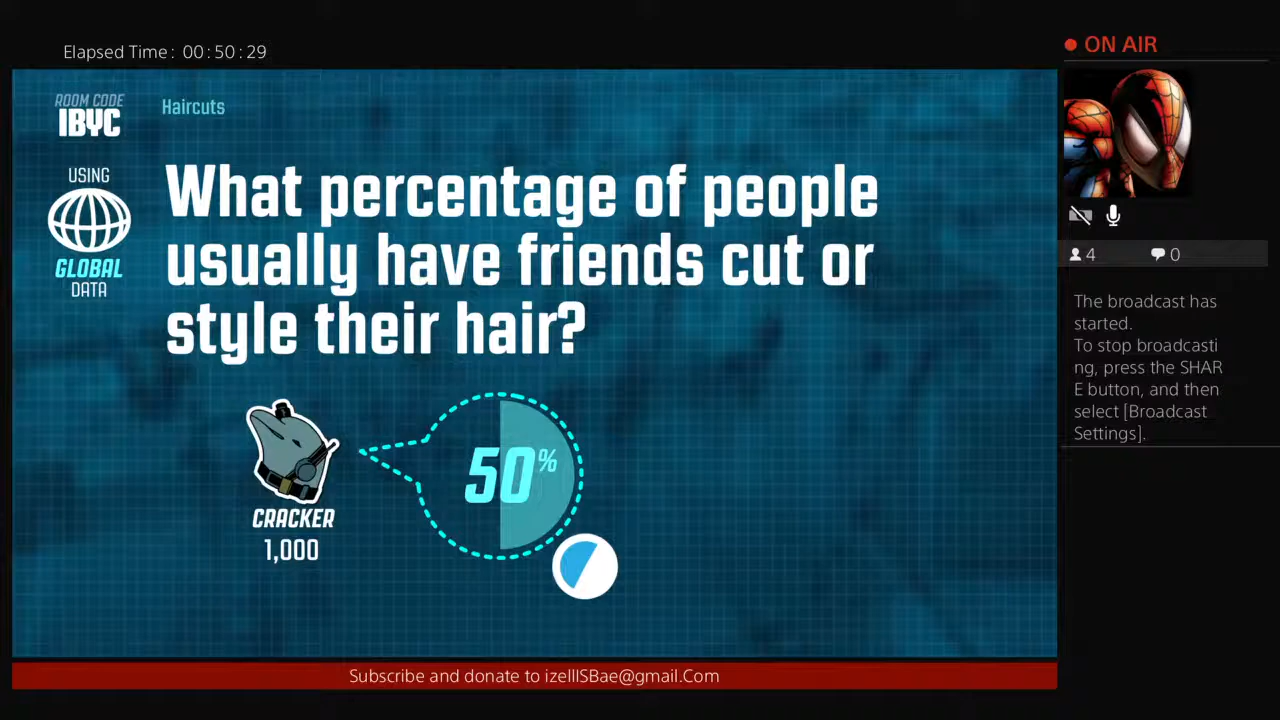 Elapsed Time: 00:50:29
ON AIR
ROOM CODE
IBYC
Haircuts
USING
GLOBAL
DATA
What percentage of people
usually have friends cut or
style their hair?
50%
CRACKER
1,000
4
0
The broadcast has
started.
To stop broadcasti
ng, press the SHAR
E button, and then
select [Broadcast
Settings].
Subscribe and donate to izellISBae@gmail.Com